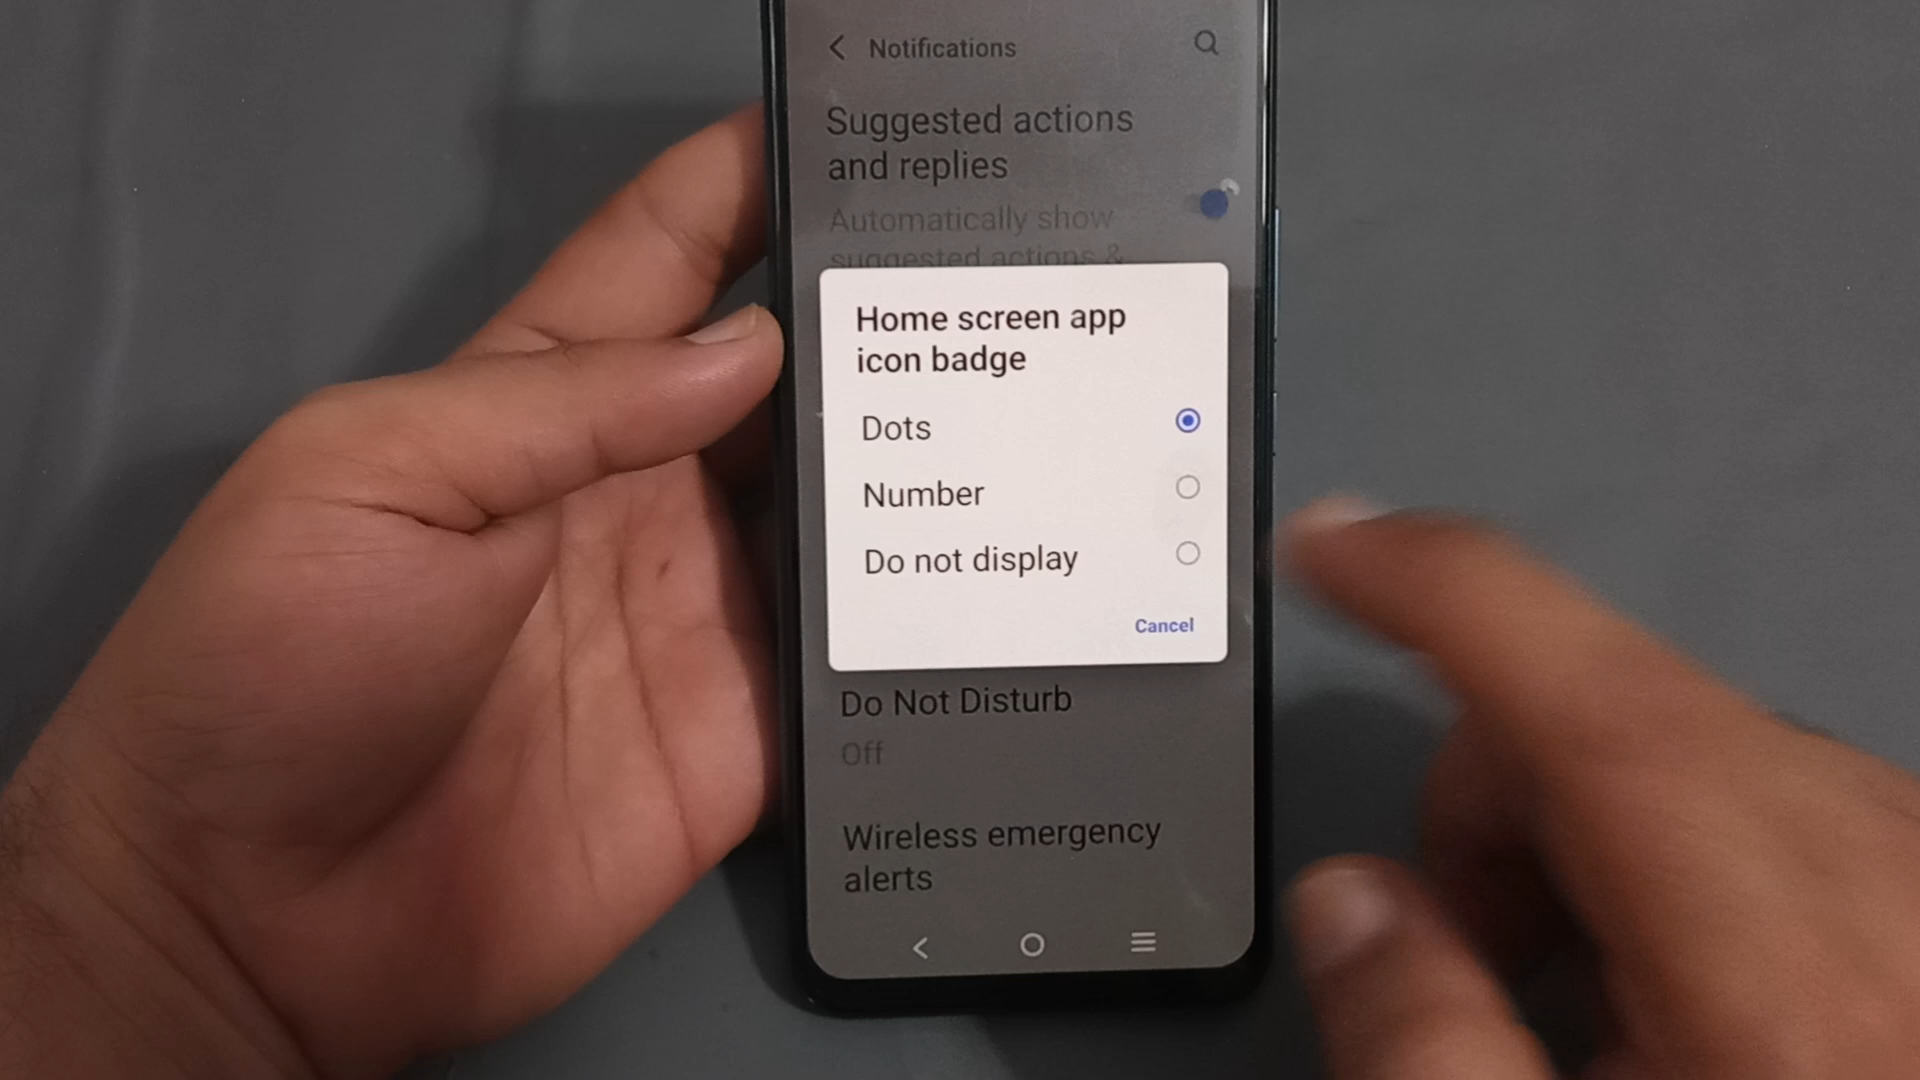 Notifications
Suggested actions
and replies
Automatically show
suggested actions &
Home screen app
icon badge
Dots
Number
Do not display
Cancel
Do Not Disturb
Off
Wireless emergency
alerts